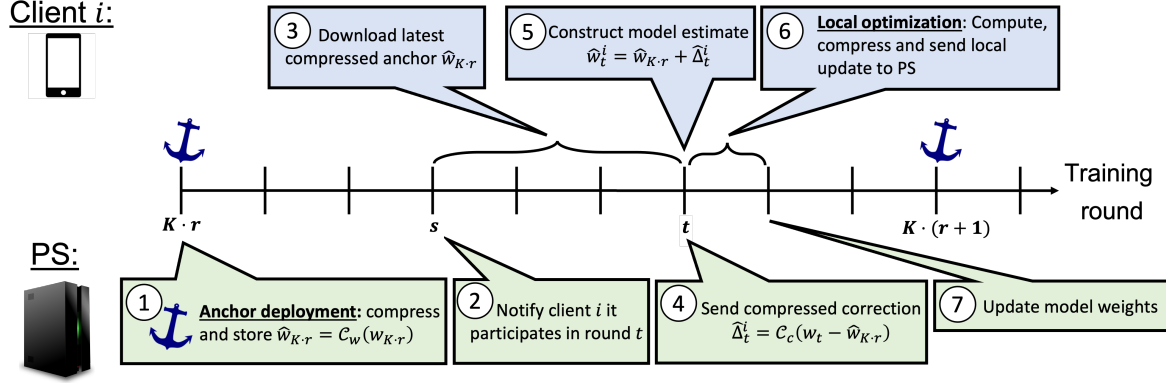 Client i:
3
Download latest
compressed anchor ŵ_{K·r}
5
Construct model estimate
ŵ_t^i = ŵ_{K·r} + Δ̂_t^i
6
Local optimization: Compute,
compress and send local
update to PS
Training
round
K · r
s
t
K · (r + 1)
PS:
1
Anchor deployment: compress
and store ŵ_{K·r} = 𝒞_w(w_{K·r})
2
Notify client i it
participates in round t
4
Send compressed correction
Δ̂_t^i = 𝒞_c(w_t − ŵ_{K·r})
7
Update model weights